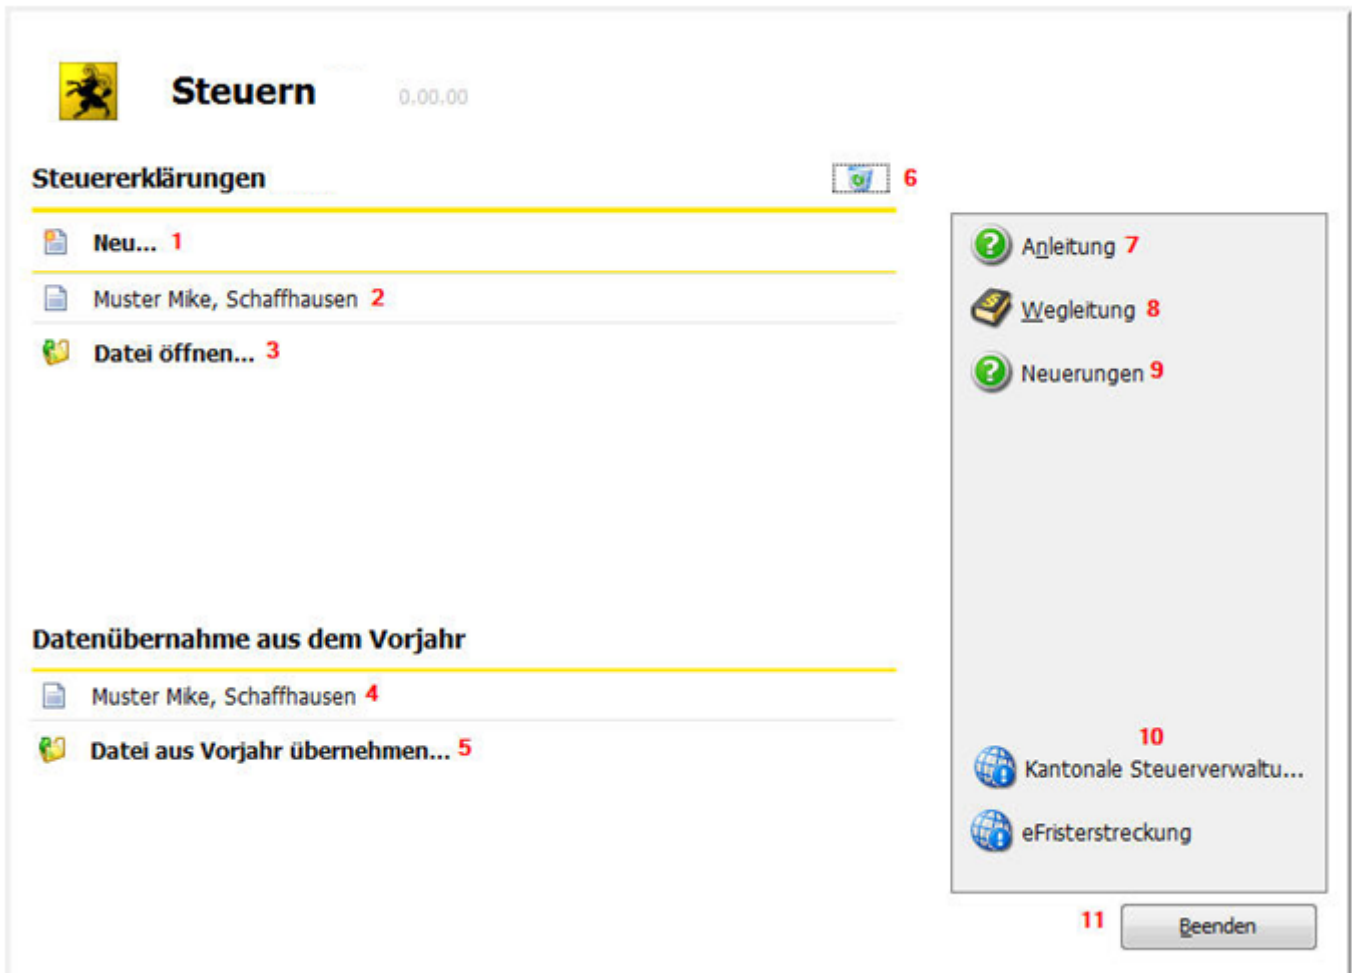 Steuern 0.00.00
Steuererklärungen 6
Neu... 1
Muster Mike, Schaffhausen 2
Datei öffnen... 3
Datenübernahme aus dem Vorjahr
Muster Mike, Schaffhausen 4
Datei aus Vorjahr übernehmen... 5
Anleitung 7
Wegleitung 8
Neuerungen 9
10
Kantonale Steuerverwaltu...
eFristerstreckung
11 Beenden